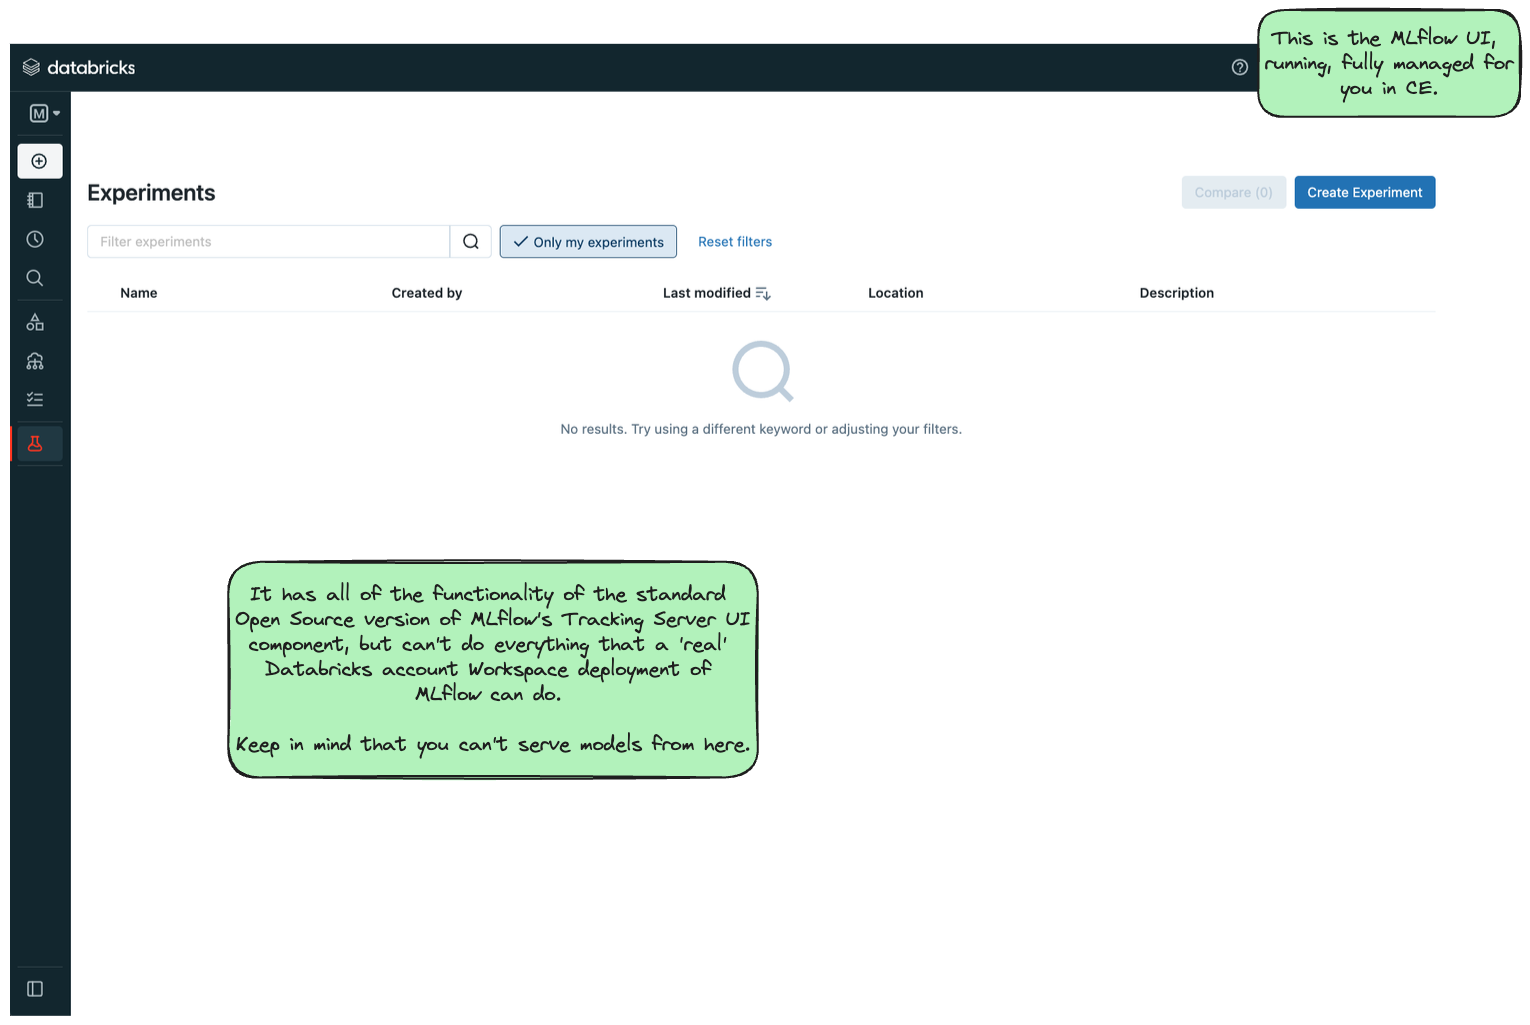 This is the MLflow UI,
running, fully managed for
you in CE.
databricks
M
Experiments
Compare (0)
Create Experiment
Filter experiments
Only my experiments
Reset filters
Name
Created by
Last modified
Location
Description
No results. Try using a different keyword or adjusting your filters.
It has all of the functionality of the standard
Open Source version of MLflow's Tracking Server UI
component, but can't do everything that a 'real'
Databricks account Workspace deployment of
MLflow can do.
Keep in mind that you can't serve models from here.